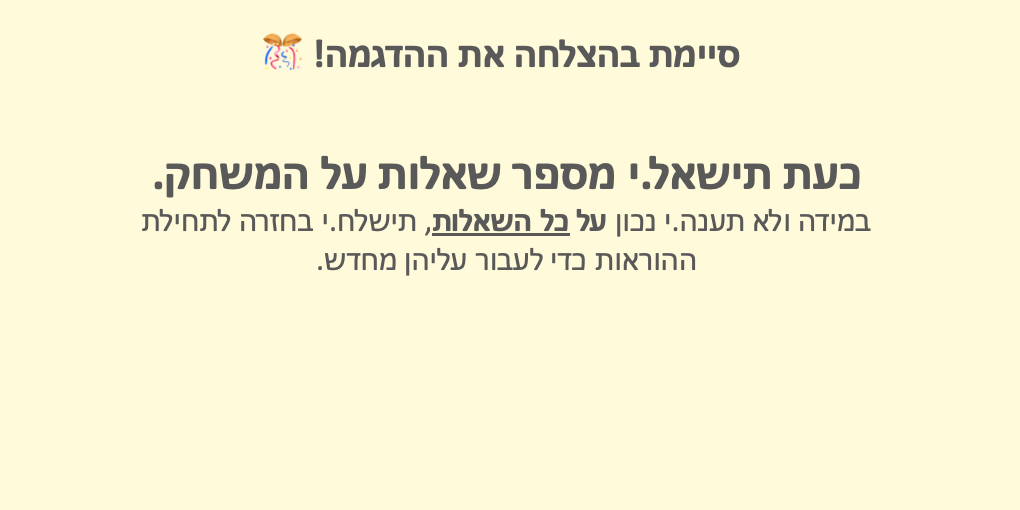 סיימת בהצלחה את ההדגמה! 🎊
כעת תישאל.י מספר שאלות על המשחק.
במידה ולא תענה.י נכון על כל השאלות, תישלח.י בחזרה לתחילת
ההוראות כדי לעבור עליהן מחדש.